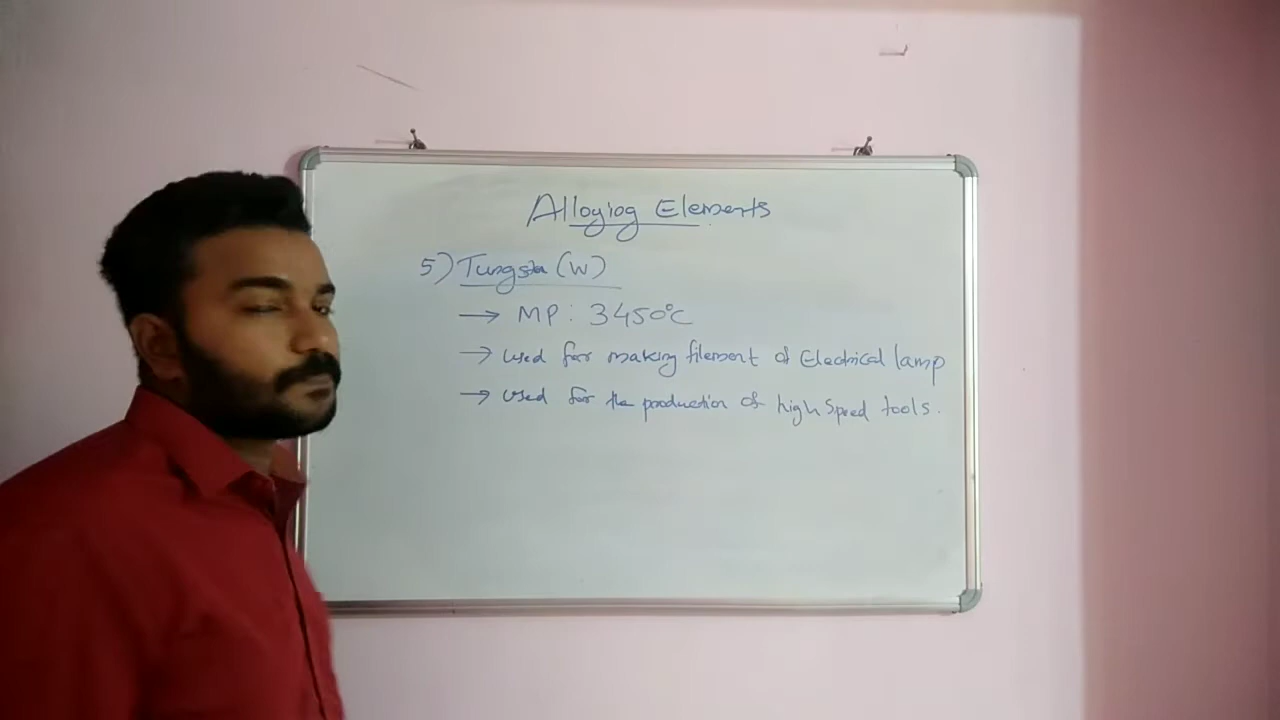 Alloying Elements
5) Tungsten (W)
→ MP: 3450°C
→ Used for making filement of Electrical lamp
→ Used for the production of high speed tools.